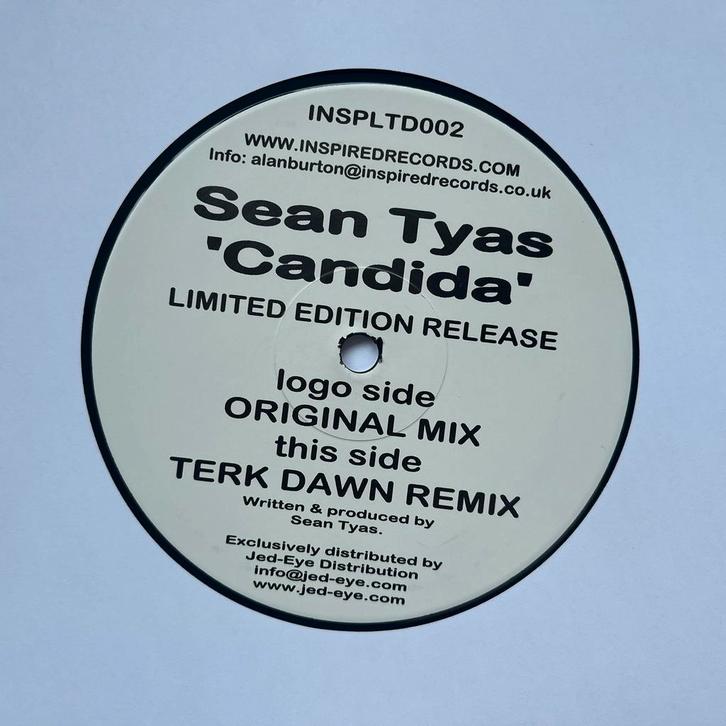 INSPLTD002
WWW.INSPIREDRECORDS.COM
Info: alanburton@inspiredrecords.co.uk
Sean Tyas
'Candida'
LIMITED EDITION RELEASE
logo side
ORIGINAL MIX
this side
TERK DAWN REMIX
Written & produced by
Sean Tyas.
Exclusively distributed by
Jed-Eye Distribution
info@jed-eye.com
www.jed-eye.com